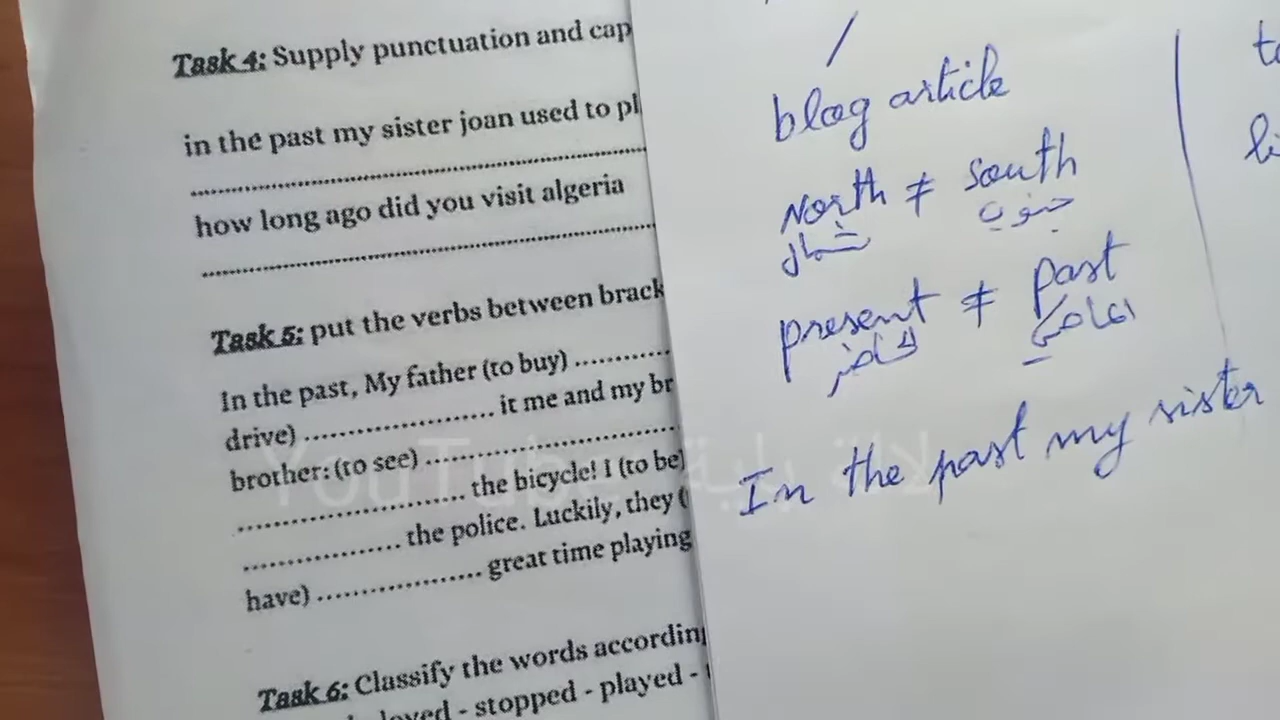 Task 4: Supply punctuation and cap
in the past my sister joan used to pl
how long ago did you visit algeria
Task 5: put the verbs between brack
In the past, My father (to buy) ............
drive) ...................... it me and my br
brother: (to see) ..............................
.......................... the bicycle! I (to be)
.................... the police. Luckily, they (
have) .................... great time playing
Task 6: Classify the words according
loyed - stopped - played -
blog article
North ≠ south
شمال جنوب
present ≠ past
الحاضر الماضي
In the past my sister
YouTube